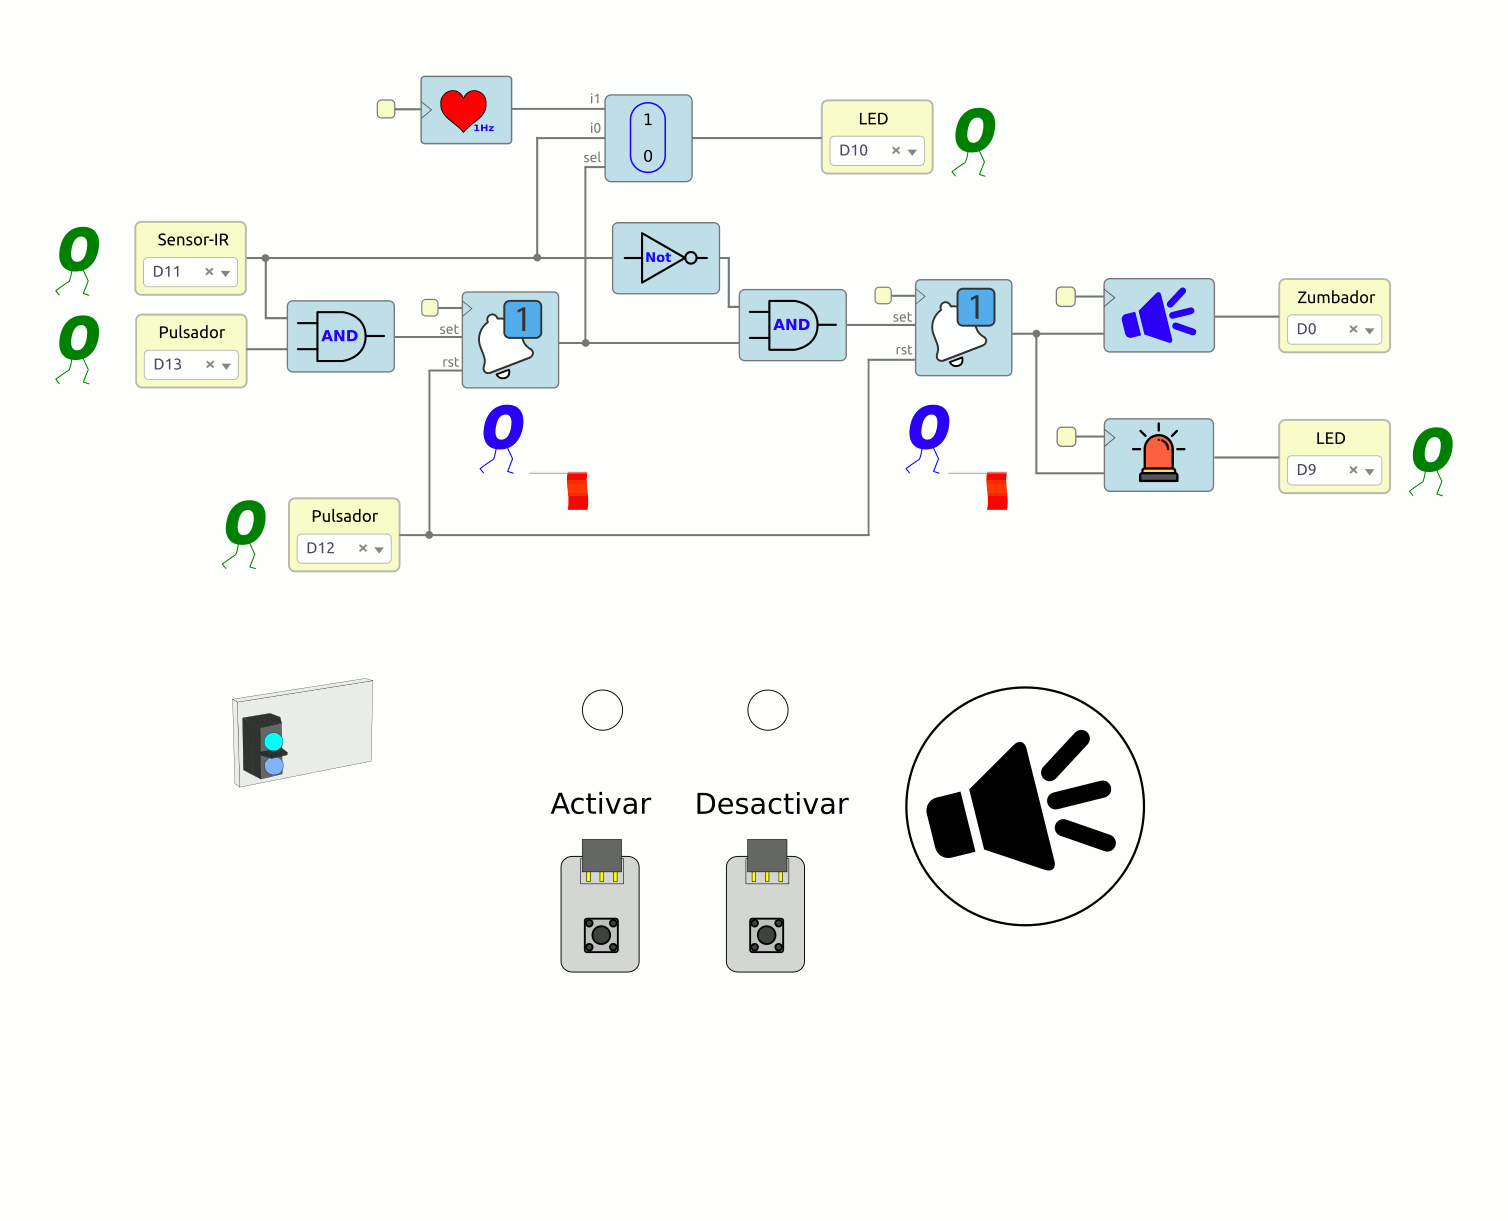 i1
1Hz
i0
sel
1
0
LED
D10 ×
0
0
Sensor-IR
D11 ×
Not
0
Pulsador
D13 ×
AND
set
rst
1
AND
set
rst
1
Zumbador
D0 ×
0
0
LED
D9 ×
0
0
Pulsador
D12 ×
Activar
Desactivar